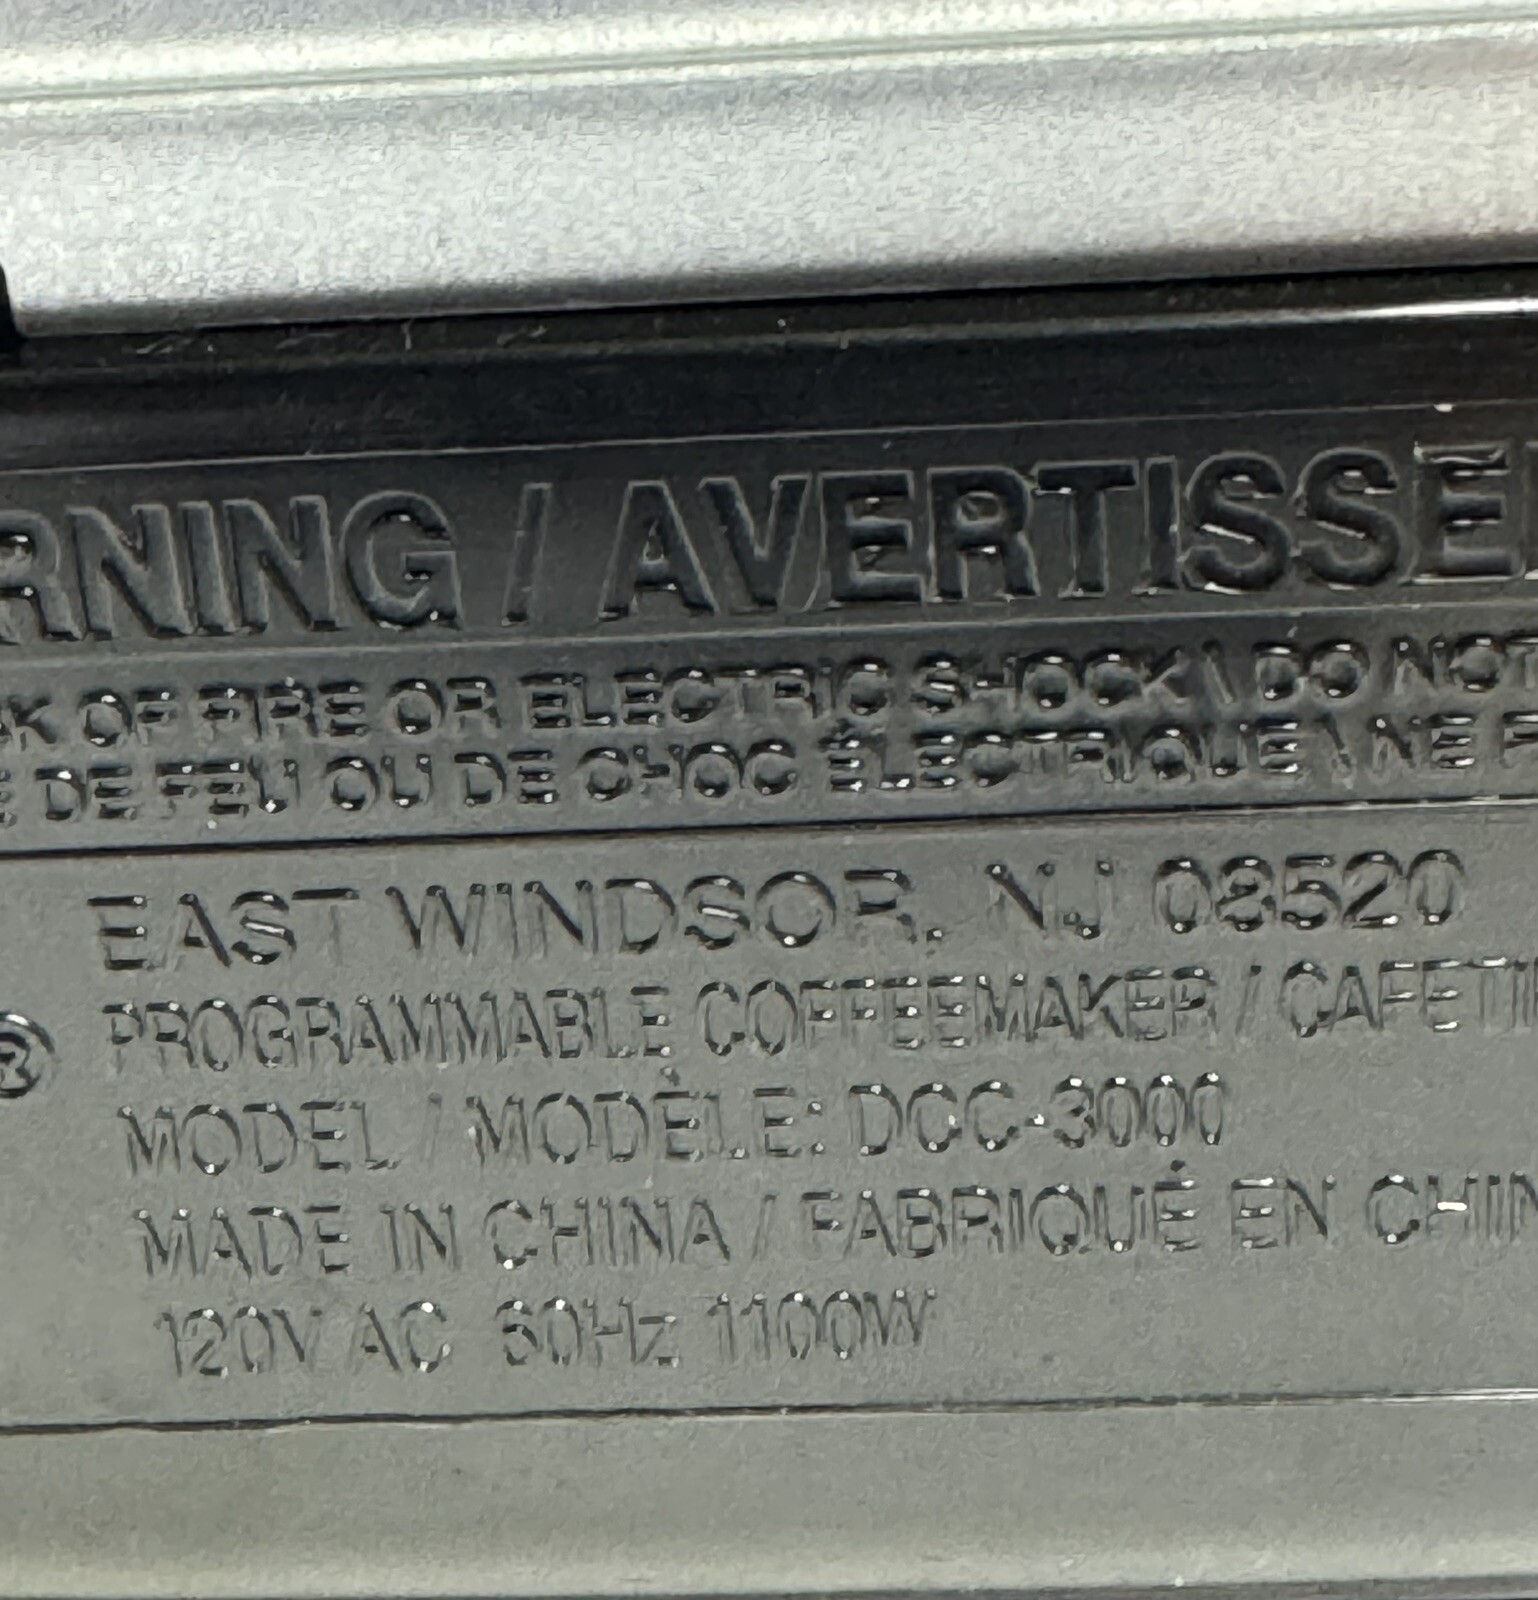 RNING / AVERTISSE
K OF FIRE OR ELECTRIC SHOCK \ DO NOT
E DE FEU OU DE CHOC ÉLECTRIQUE \ NE P
EAST WINDSOR, NJ 08520
® PROGRAMMABLE COFFEEMAKER / CAFETI
MODEL / MODÈLE: DCC-3000
MADE IN CHINA / FABRIQUÉ EN CHIN
120V AC 60Hz 1100W